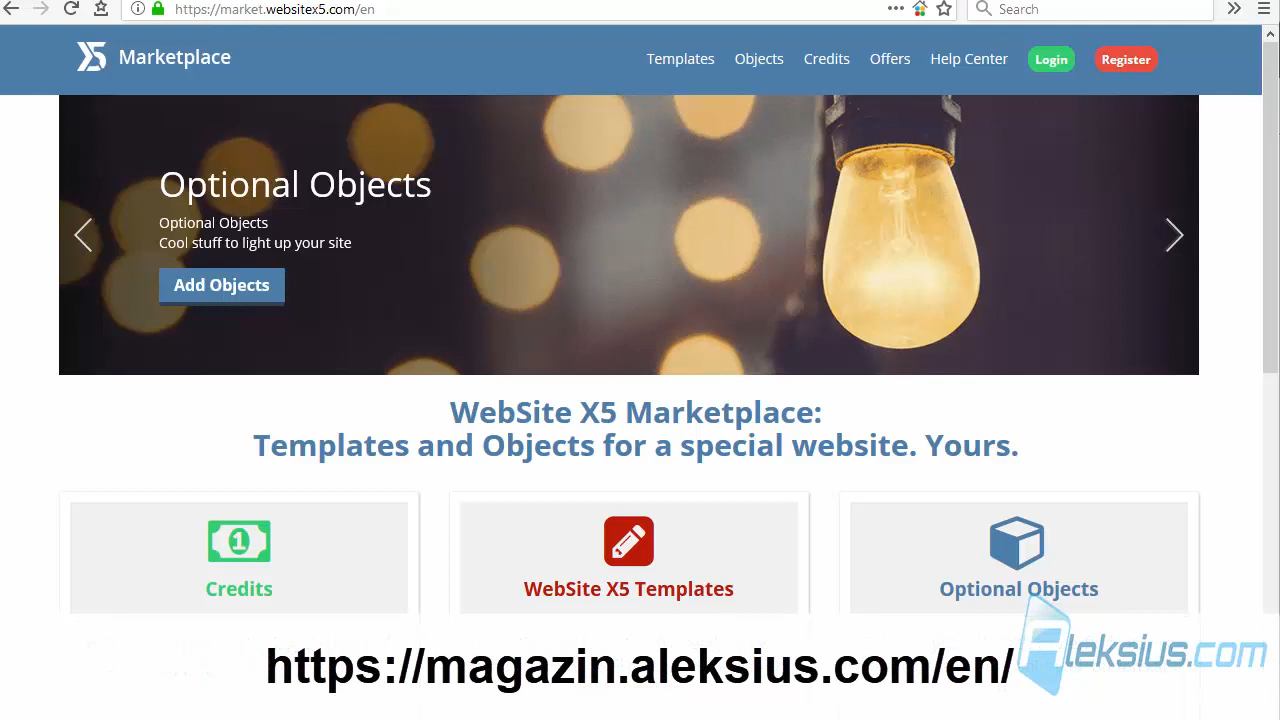 https://market.websitex5.com/en
Search
X5 Marketplace
Templates Objects Credits Offers Help Center Login Register
Optional Objects
Optional Objects
Cool stuff to light up your site
Add Objects
WebSite X5 Marketplace:
Templates and Objects for a special website. Yours.
1
Credits WebSite X5 Templates Optional Objects
https://magazin.aleksius.com/en/
Aleksius.com